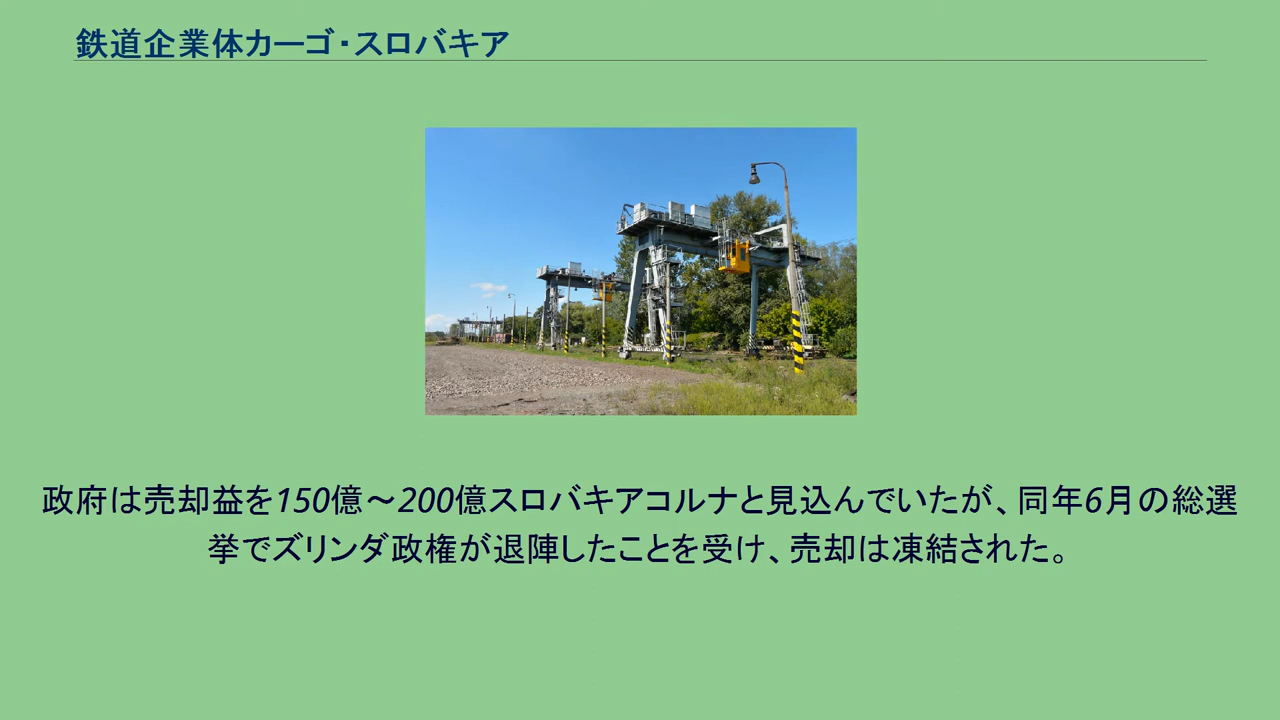 鉄道企業体カーゴ・スロバキア
政府は売却益を150億～200億スロバキアコルナと見込んでいたが、同年6月の総選
挙でズリンダ政権が退陣したことを受け、売却は凍結された。